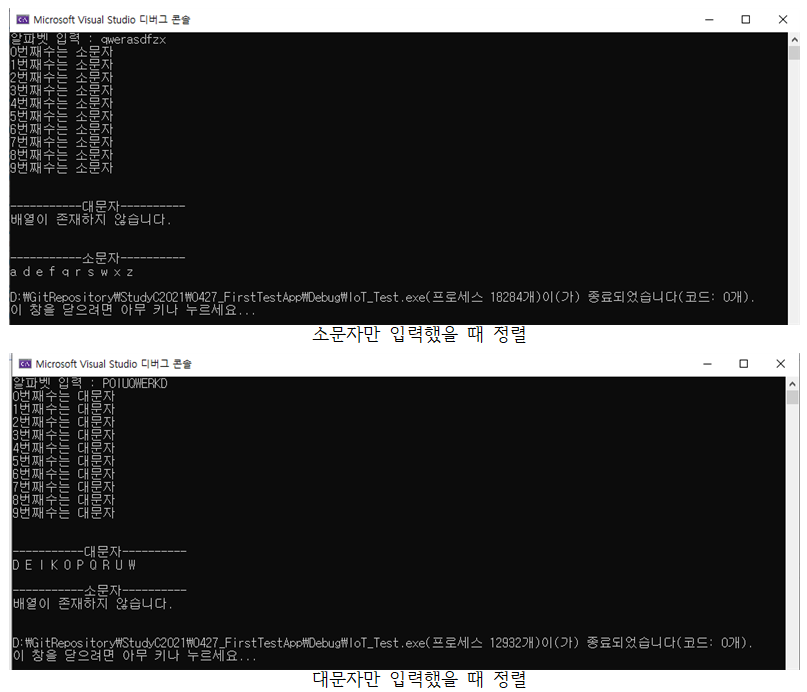 Microsoft Visual Studio 디버그 콘솔
알파벳 입력 : qwerasdfzx
0번째수는 소문자
1번째수는 소문자
2번째수는 소문자
3번째수는 소문자
4번째수는 소문자
5번째수는 소문자
6번째수는 소문자
7번째수는 소문자
8번째수는 소문자
9번째수는 소문자
-----------대문자----------
배열이 존재하지 않습니다.
-----------소문자----------
a d e f q r s w x z
D:₩GitRepository₩StudyC2021₩0427_FirstTestApp₩Debug₩IoT_Test.exe(프로세스 18284개)이(가) 종료되었습니다(코드: 0개).
이 창을 닫으려면 아무 키나 누르세요...
소문자만 입력했을 때 정렬
Microsoft Visual Studio 디버그 콘솔
알파벳 입력 : POIUQWERKD
0번째수는 대문자
1번째수는 대문자
2번째수는 대문자
3번째수는 대문자
4번째수는 대문자
5번째수는 대문자
6번째수는 대문자
7번째수는 대문자
8번째수는 대문자
9번째수는 대문자
-----------대문자----------
D E I K O P Q R U W
-----------소문자----------
배열이 존재하지 않습니다.
D:₩GitRepository₩StudyC2021₩0427_FirstTestApp₩Debug₩IoT_Test.exe(프로세스 12932개)이(가) 종료되었습니다(코드: 0개).
이 창을 닫으려면 아무 키나 누르세요...
대문자만 입력했을 때 정렬